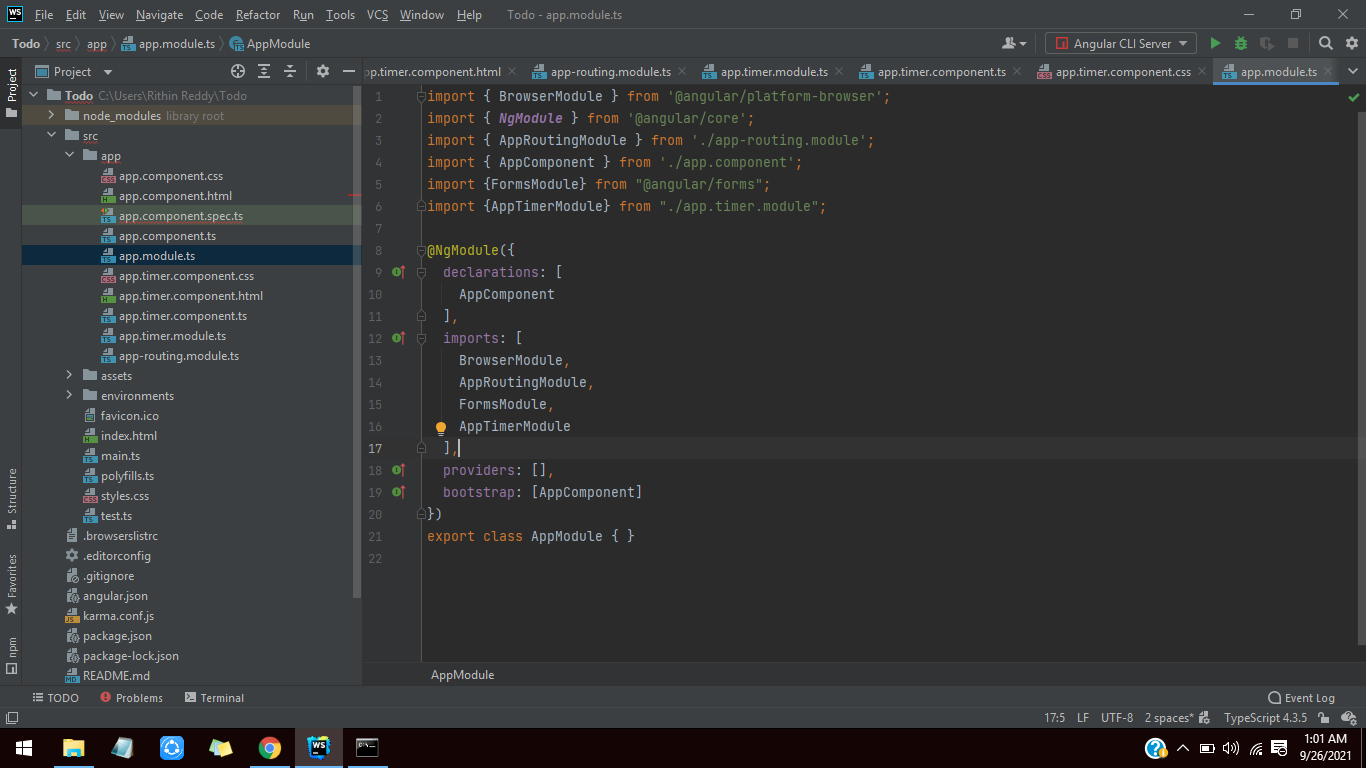 WS File Edit View Navigate Code Refactor Run Tools VCS Window Help Todo - app.module.ts
Todo src app app.module.ts AppModule Angular CLI Server
Project Project pp.timer.component.html app-routing.module.ts app.timer.module.ts app.timer.component.ts app.timer.component.css app.module.ts
Todo C:\Users\Rithin Reddy\Todo
node_modules library root
src
app
app.component.css
app.component.html
app.component.spec.ts
app.component.ts
app.module.ts
app.timer.component.css
app.timer.component.html
app.timer.component.ts
app.timer.module.ts
app-routing.module.ts
assets
environments
favicon.ico
index.html
main.ts
polyfills.ts
styles.css
test.ts
.browserslistrc
.editorconfig
.gitignore
angular.json
karma.conf.js
package.json
package-lock.json
README.md
Structure
Favorites
npm
1 import { BrowserModule } from '@angular/platform-browser';
2 import { NgModule } from '@angular/core';
3 import { AppRoutingModule } from './app-routing.module';
4 import { AppComponent } from './app.component';
5 import {FormsModule} from "@angular/forms";
6 import {AppTimerModule} from "./app.timer.module";
7
8 @NgModule({
9 declarations: [
10 AppComponent
11 ],
12 imports: [
13 BrowserModule,
14 AppRoutingModule,
15 FormsModule,
16 AppTimerModule
17 ],
18 providers: [],
19 bootstrap: [AppComponent]
20 })
21 export class AppModule { }
22
AppModule
TODO Problems Terminal Event Log
17:5 LF UTF-8 2 spaces* TypeScript 4.3.5
WS
1:01 AM
9/26/2021